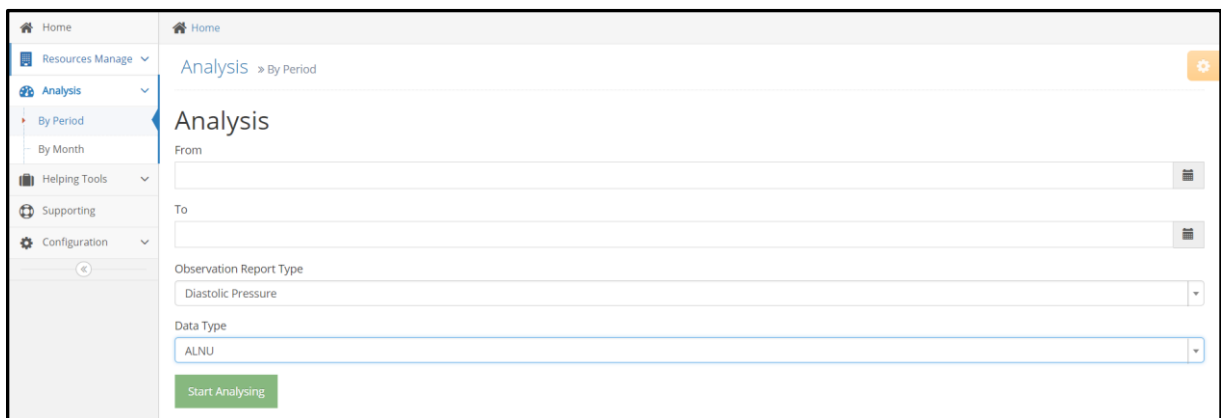 Home
Resources Manage
Analysis
By Period
By Month
Helping Tools
Supporting
Configuration
Home
Analysis » By Period
Analysis
From
To
Observation Report Type
Diastolic Pressure
Data Type
ALNU
Start Analysing